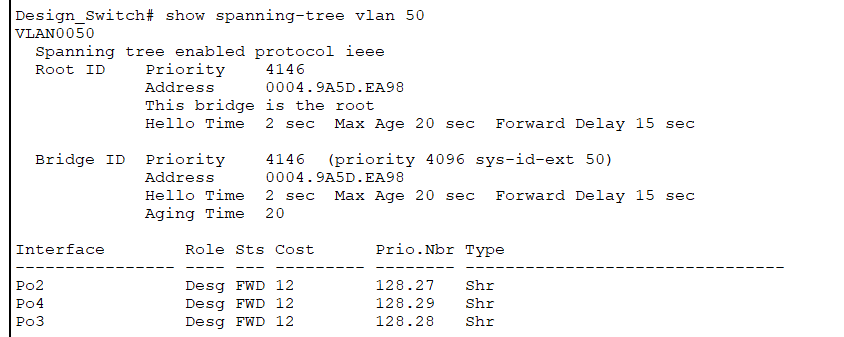 Design_Switch# show spanning-tree vlan 50
VLAN0050
  Spanning tree enabled protocol ieee
  Root ID    Priority    4146
             Address     0004.9A5D.EA98
             This bridge is the root
             Hello Time  2 sec  Max Age 20 sec  Forward Delay 15 sec

  Bridge ID  Priority    4146  (priority 4096 sys-id-ext 50)
             Address     0004.9A5D.EA98
             Hello Time  2 sec  Max Age 20 sec  Forward Delay 15 sec
             Aging Time  20

Interface        Role Sts Cost      Prio.Nbr Type
---------------- ---- --- --------- -------- --------------------------------
Po2              Desg FWD 12        128.27   Shr
Po4              Desg FWD 12        128.29   Shr
Po3              Desg FWD 12        128.28   Shr